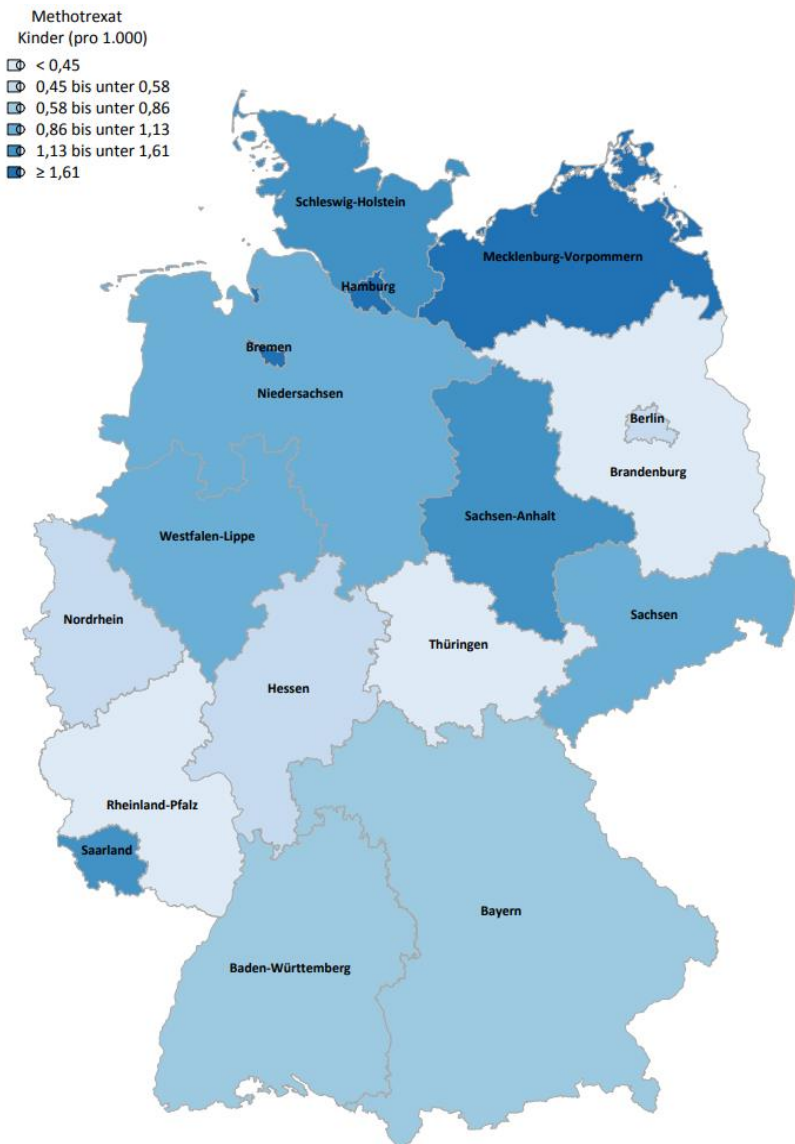 Methotrexat
Kinder (pro 1.000)
< 0,45
0,45 bis unter 0,58
0,58 bis unter 0,86
0,86 bis unter 1,13
1,13 bis unter 1,61
≥ 1,61
Schleswig-Holstein
Mecklenburg-Vorpommern
Hamburg
Bremen
Niedersachsen
Berlin
Brandenburg
Sachsen-Anhalt
Westfalen-Lippe
Nordrhein
Sachsen
Thüringen
Hessen
Rheinland-Pfalz
Saarland
Bayern
Baden-Württemberg